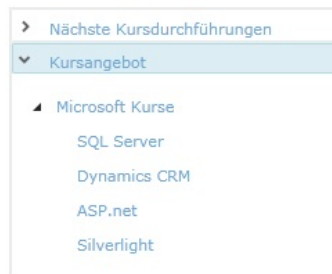 Nächste Kursdurchführungen
Kursangebot
Microsoft Kurse
SQL Server
Dynamics CRM
ASP.net
Silverlight